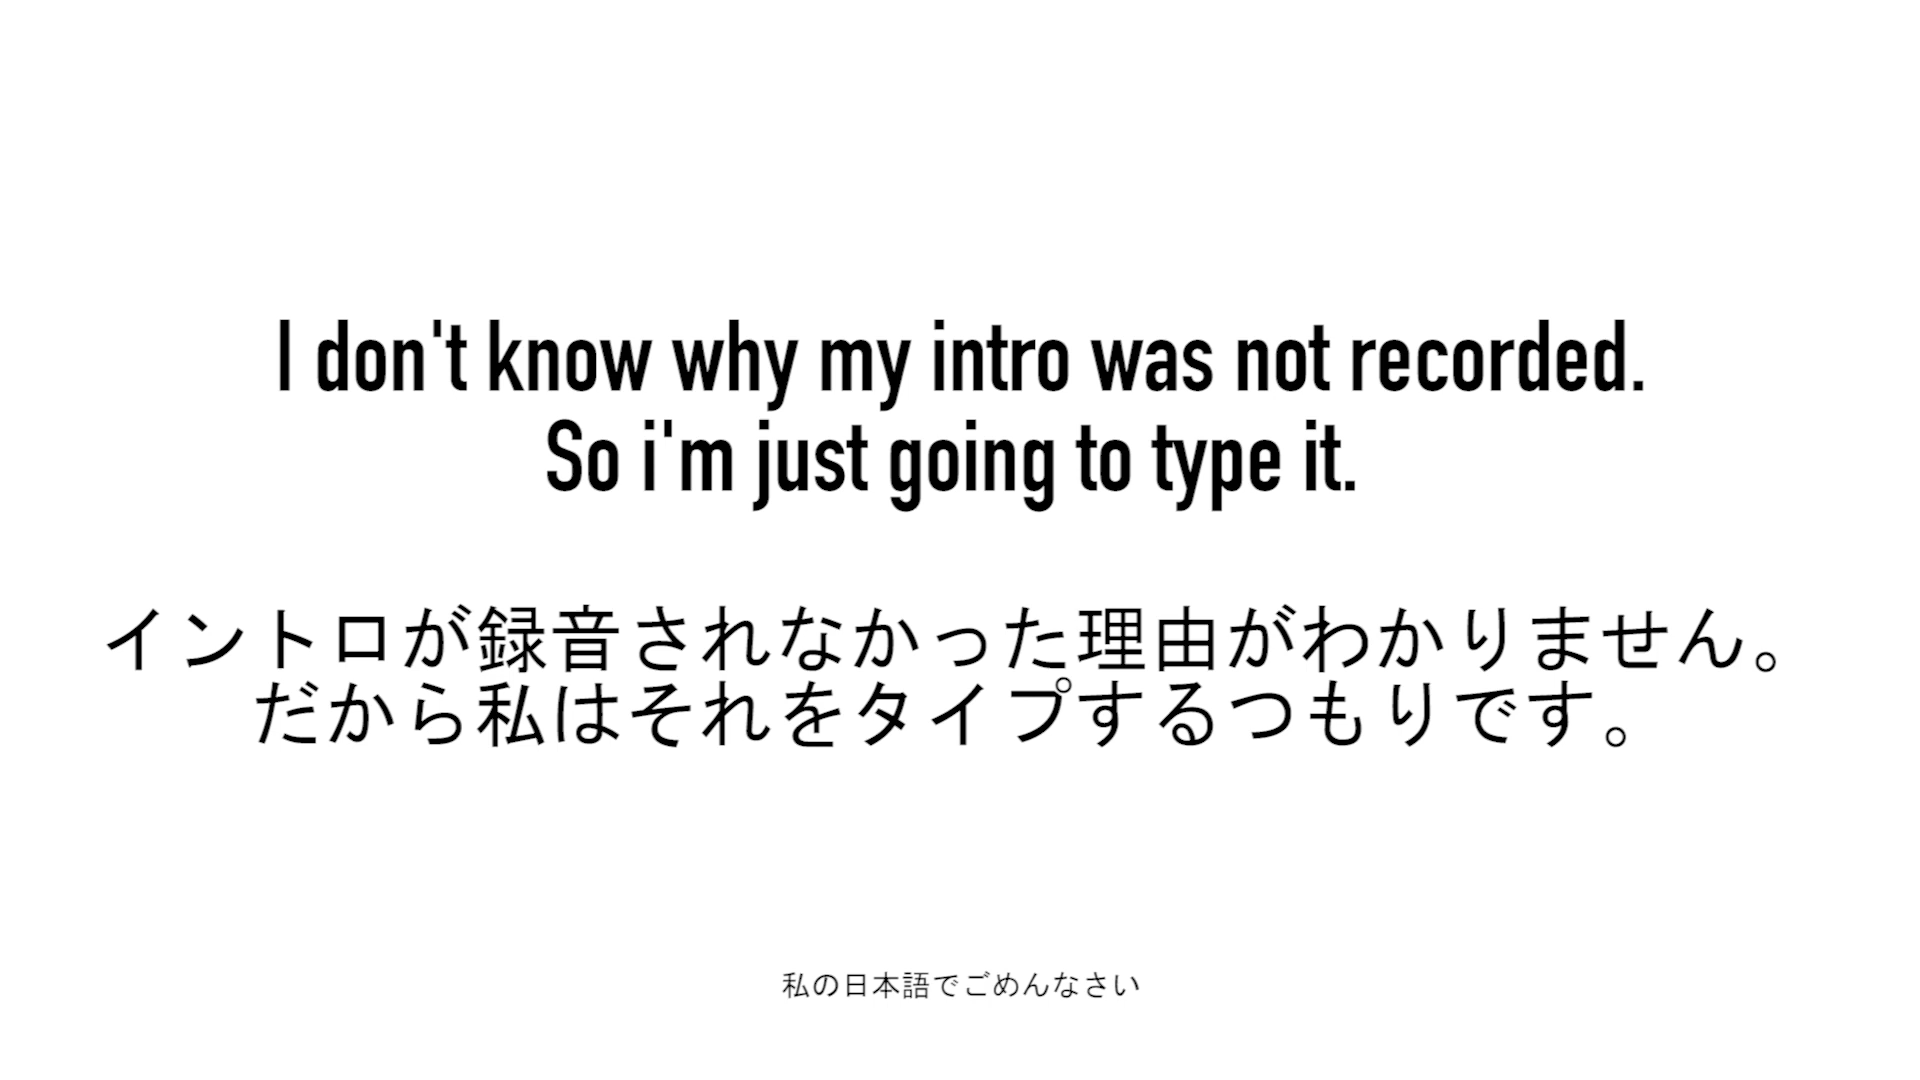 I don't know why my intro was not recorded.
So i'm just going to type it.
イントロが録音されなかった理由がわかりません。
だから私はそれをタイプするつもりです。
私の日本語でごめんなさい